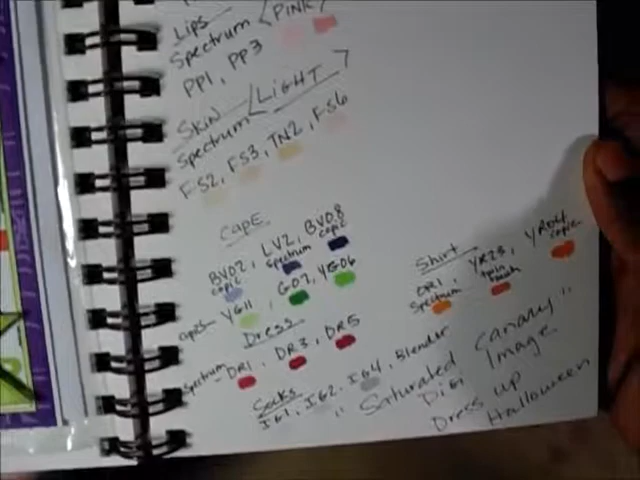 Lips
Spectrum <PINK>
PP1, PP3
Skin <LIGHT>
Spectrum
FS2, FS3, TN2, FS6
CAPE
BV02, LV2, BV08
copic spectrum copic
YG11, G07, YG06
copic
Dress
Spectrum - DR1, DR3, DR5
Socks
IG1, IG2, IG4, Blender
Shirt
OR1, YR23, YR04
Spectrum copic
" Saturated Canary "
Digi Image
Dress up
Halloween